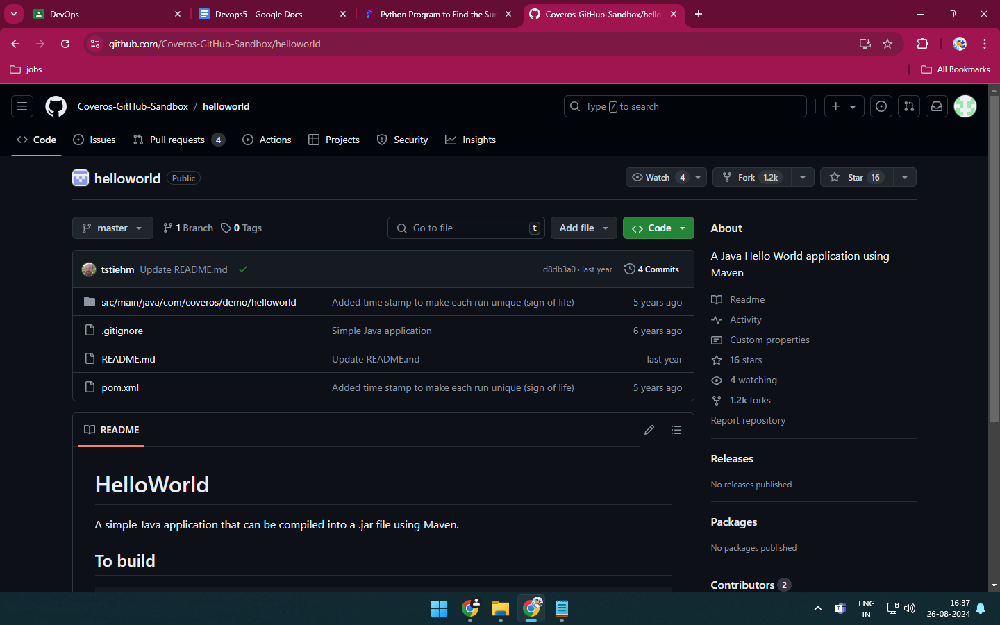 DevOps
Devops5 - Google Docs
Python Program to Find the Su
Coveros-GitHub-Sandbox/hello
github.com/Coveros-GitHub-Sandbox/helloworld
jobs
All Bookmarks
Coveros-GitHub-Sandbox / helloworld
Type / to search
Code
Issues
Pull requests 4
Actions
Projects
Security
Insights
helloworld Public
Watch 4
Fork 1.2k
Star 16
master
1 Branch
0 Tags
Go to file t
Add file
Code
tstiehm Update README.md
d8db3a0 · last year
4 Commits
src/main/java/com/coveros/demo/helloworld Added time stamp to make each run unique (sign of life) 5 years ago
.gitignore Simple Java application 6 years ago
README.md Update README.md last year
pom.xml Added time stamp to make each run unique (sign of life) 5 years ago
README
HelloWorld
A simple Java application that can be compiled into a .jar file using Maven.
To build
About
A Java Hello World application using
Maven
Readme
Activity
Custom properties
16 stars
4 watching
1.2k forks
Report repository
Releases
No releases published
Packages
No packages published
Contributors 2
ENG
IN
16:37
26-08-2024